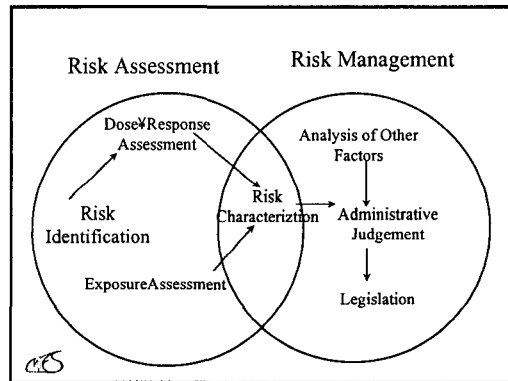 Risk Assessment
Risk Management
Dose¥Response
Assessment
Risk
Identification
ExposureAssessment
Risk
Characteriztion
Analysis of Other
Factors
Administrative
Judgement
Legislation